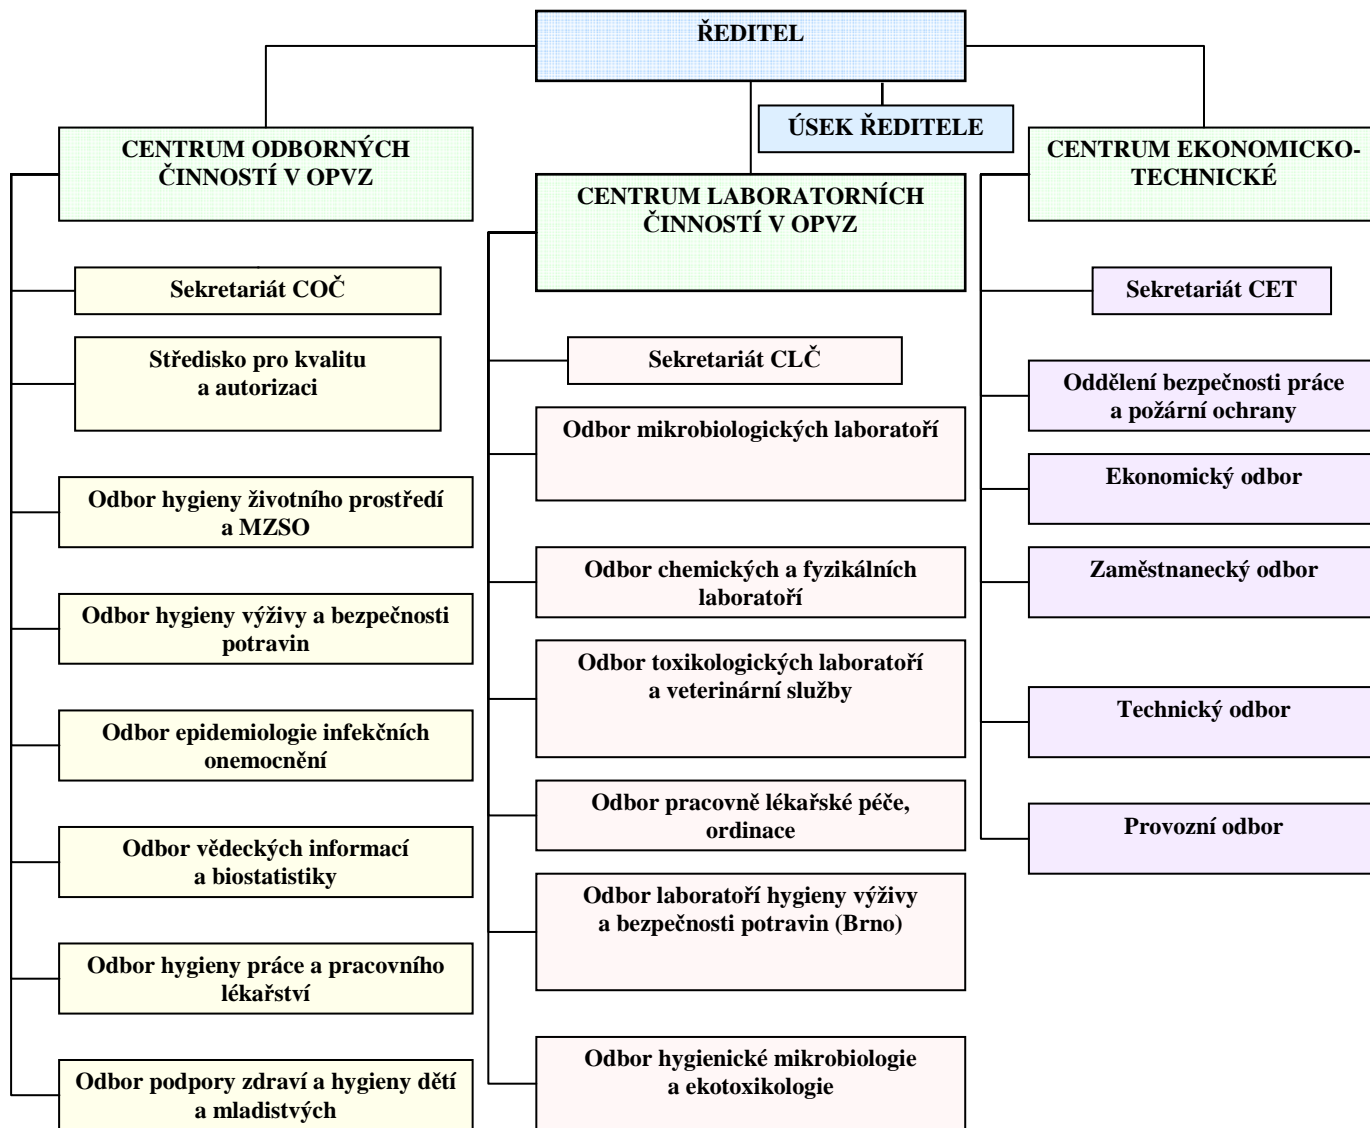 ŘEDITEL
ÚSEK ŘEDITELE
CENTRUM ODBORNÝCH
ČINNOSTÍ V OPVZ
Sekretariát COČ
Středisko pro kvalitu
a autorizaci
Odbor hygieny životního prostředí
a MZSO
Odbor hygieny výživy a bezpečnosti
potravin
Odbor epidemiologie infekčních
onemocnění
Odbor vědeckých informací
a biostatistiky
Odbor hygieny práce a pracovního
lékařství
Odbor podpory zdraví a hygieny dětí
a mladistvých
CENTRUM LABORATORNÍCH
ČINNOSTÍ V OPVZ
Sekretariát CLČ
Odbor mikrobiologických laboratoří
Odbor chemických a fyzikálních
laboratoří
Odbor toxikologických laboratoří
a veterinární služby
Odbor pracovně lékařské péče,
ordinace
Odbor laboratoří hygieny výživy
a bezpečnosti potravin (Brno)
Odbor hygienické mikrobiologie
a ekotoxikologie
CENTRUM EKONOMICKO-
TECHNICKÉ
Sekretariát CET
Oddělení bezpečnosti práce
a požární ochrany
Ekonomický odbor
Zaměstnanecký odbor
Technický odbor
Provozní odbor